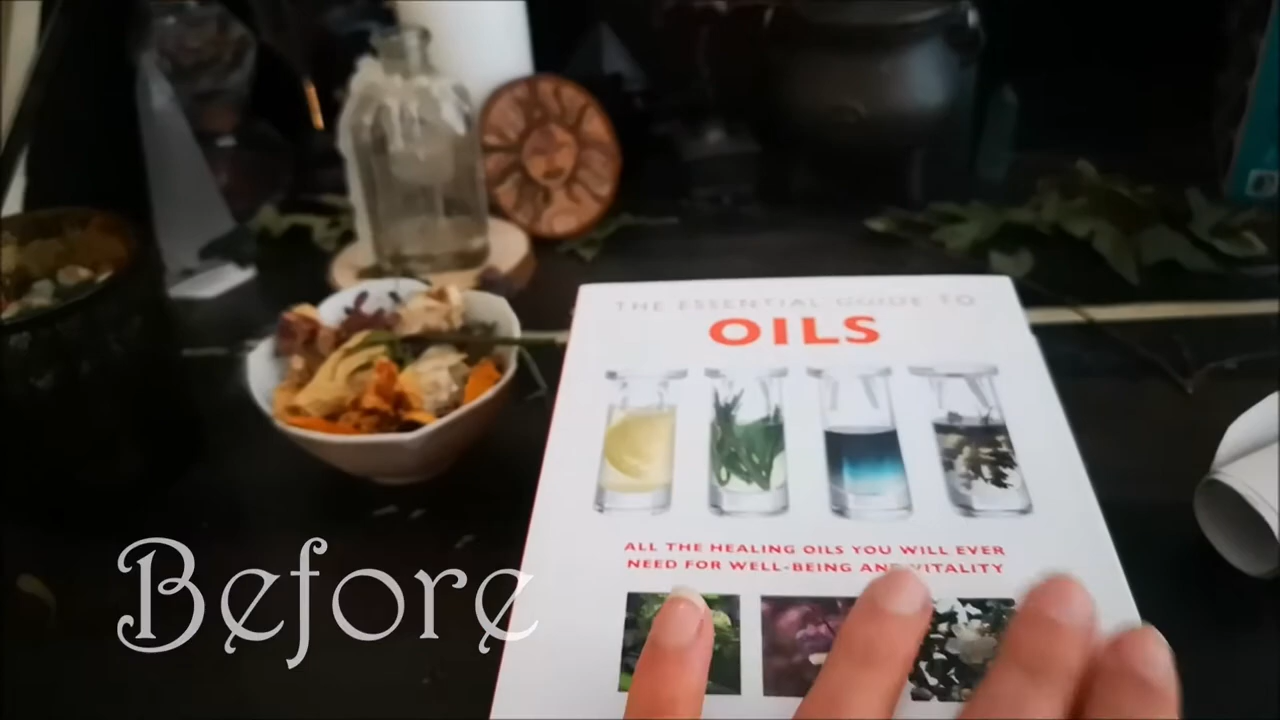 THE ESSENTIAL GUIDE TO
OILS
ALL THE HEALING OILS YOU WILL EVER
NEED FOR WELL-BEING AND VITALITY
Before